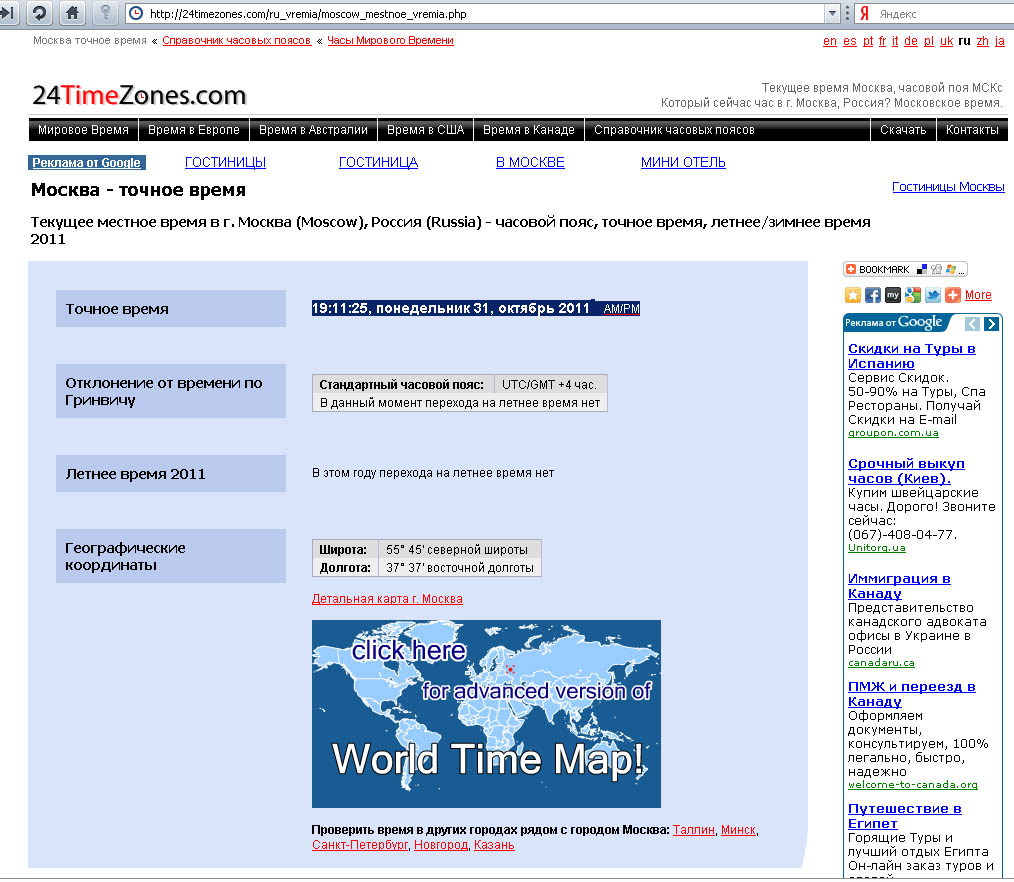 http://24timezones.com/ru_vremia/moscow_mestnoe_vremia.php
Яндекс
Москва точное время « Справочник часовых поясов « Часы Мирового Времени
en es pt fr it de pl uk ru zh ja
24TimeZones.com
Текущее время Москва, часовой поя МСКс.
Который сейчас час в г. Москва, Россия? Московское время.
Мировое Время Время в Европе Время в Австралии Время в США Время в Канаде Справочник часовых поясов Скачать Контакты
Реклама от Google ГОСТИНИЦЫ ГОСТИНИЦА В МОСКВЕ МИНИ ОТЕЛЬ
Москва - точное время
Гостиницы Москвы
Текущее местное время в г. Москва (Moscow), Россия (Russia) - часовой пояс, точное время, летнее/зимнее время
2011
Точное время
19:11:25, понедельник 31, октябрь 2011 AM/PM
Отклонение от времени по
Гринвичу
Стандартный часовой пояс: UTC/GMT +4 час.
В данный момент перехода на летнее время нет
Летнее время 2011
В этом году перехода на летнее время нет
Географические
координаты
Широта: 55° 45' северной широты
Долгота: 37° 37' восточной долготы
Детальная карта г. Москва
click here
for advanced version of
World Time Map!
Проверить время в других городах рядом с городом Москва: Таллин, Минск,
Санкт-Петербург, Новгород, Казань
BOOKMARK
my
More
Реклама от Google
Скидки на Туры в
Испанию
Сервис Скидок.
50-90% на Туры, Спа
Рестораны. Получай
Скидки на E-mail
groupon.com.ua
Срочный выкуп
часов (Киев).
Купим швейцарские
часы. Дорого! Звоните
сейчас:
(067)-408-04-77.
Unitorg.ua
Иммиграция в
Канаду
Представительство
канадского адвоката
офисы в Украине в
России
canadaru.ca
ПМЖ и переезд в
Канаду
Оформляем
документы,
консультируем, 100%
легально, быстро,
надежно
welcome-to-canada.org
Путешествие в
Египет
Горящие Туры и
лучший отдых Египта
Он-лайн заказ туров и